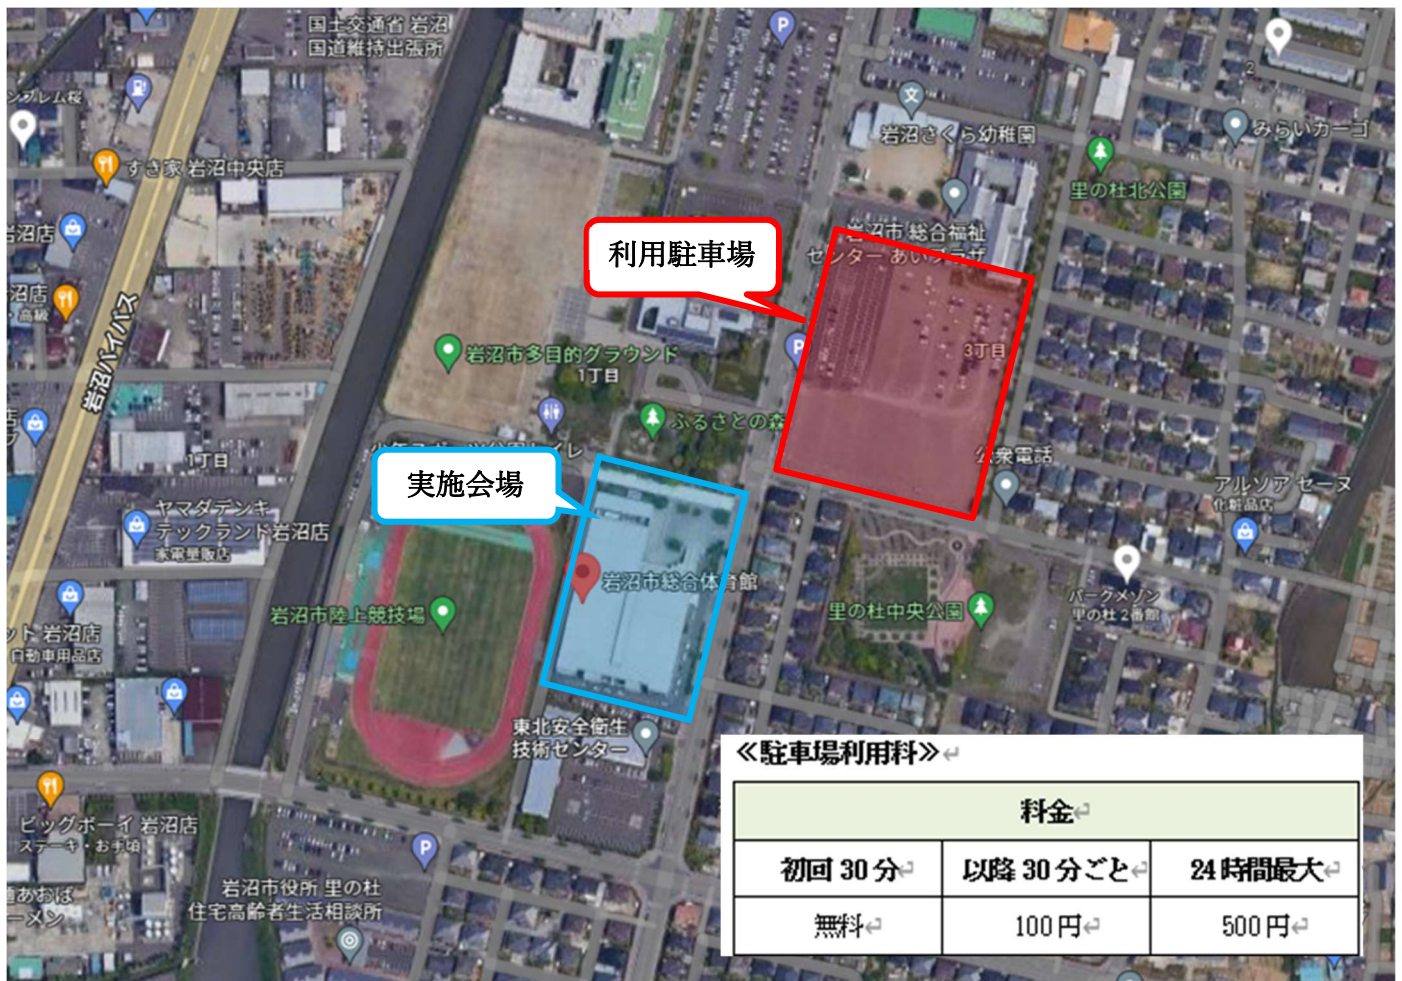 国土交通省 岩沼
国道維持出張所
すき家 岩沼中央店
岩沼さくら幼稚園
みらいカーゴ
2
里の杜北公園
岩沼市 総合福祉
センター あいプラザ
利用駐車場
岩沼店
沼店
・高級
岩沼バイパス
岩沼市多目的グラウンド
1丁目
3丁目
ふるさとの森
公衆電話
1丁目
実施会場
アルソア セーヌ
化粧品店
ヤマダデンキ
テックランド岩沼店
家電量販店
岩沼市総合体育館
岩沼市陸上競技場
里の杜中央公園
パークメゾン
里の杜 2番館
ット 岩沼店
自動車用品店
東北安全衛生
技術センター
ビッグボーイ 岩沼店
ステーキ・お手頃
岩沼市役所 里の杜
住宅高齢者生活相談所
あおば
ーメン
≪駐車場利用料≫
料金
初回 30 分 以降 30 分ごと 24 時間最大
無料 100 円 500 円